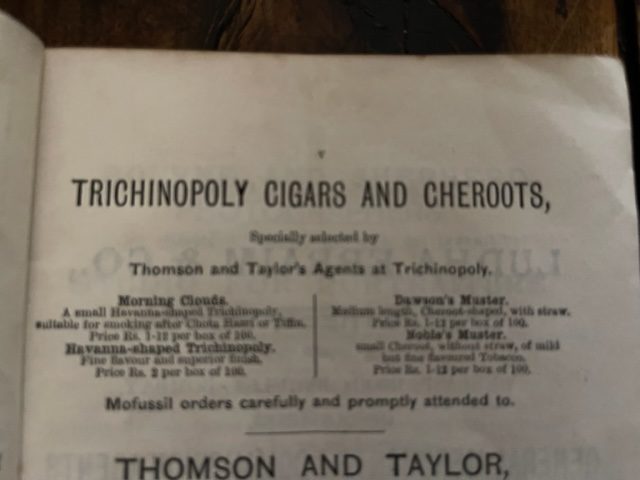 TRICHINOPOLY CIGARS AND CHEROOTS,
Specially selected by
Thomson and Taylor's Agents at Trichinopoly.
Morning Clouds.
A small Havanna-shaped Trichinopoly,
suitable for smoking after Chota Hazri or Tiffin.
Price Rs. 1-12 per box of 100.
Havanna-shaped Trichinopoly.
Fine flavour and superior finish,
Price Rs. 2 per box of 100.
Dawson's Muster.
Medium length, Cheroot-shaped, with straw.
Price Rs. 1-12 per box of 100.
Noble's Muster.
small Cheroot, without straw, of mild
but fine flavoured Tobacco.
Price Rs. 1-12 per box of 100.
Mofussil orders carefully and promptly attended to.
THOMSON AND TAYLOR,